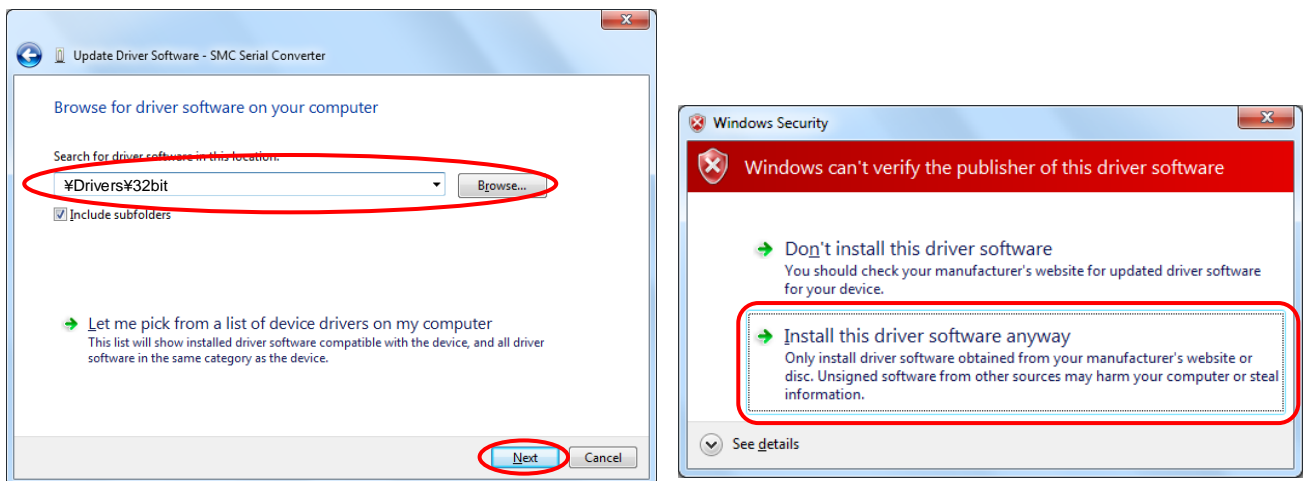 Update Driver Software - SMC Serial Converter
Browse for driver software on your computer
Search for driver software in this location:
¥Drivers¥32bit
Browse...
Include subfolders
Let me pick from a list of device drivers on my computer
This list will show installed driver software compatible with the device, and all driver
software in the same category as the device.
Next
Cancel
Windows Security
Windows can't verify the publisher of this driver software
Don't install this driver software
You should check your manufacturer's website for updated driver software
for your device.
Install this driver software anyway
Only install driver software obtained from your manufacturer's website or
disc. Unsigned software from other sources may harm your computer or steal
information.
See details